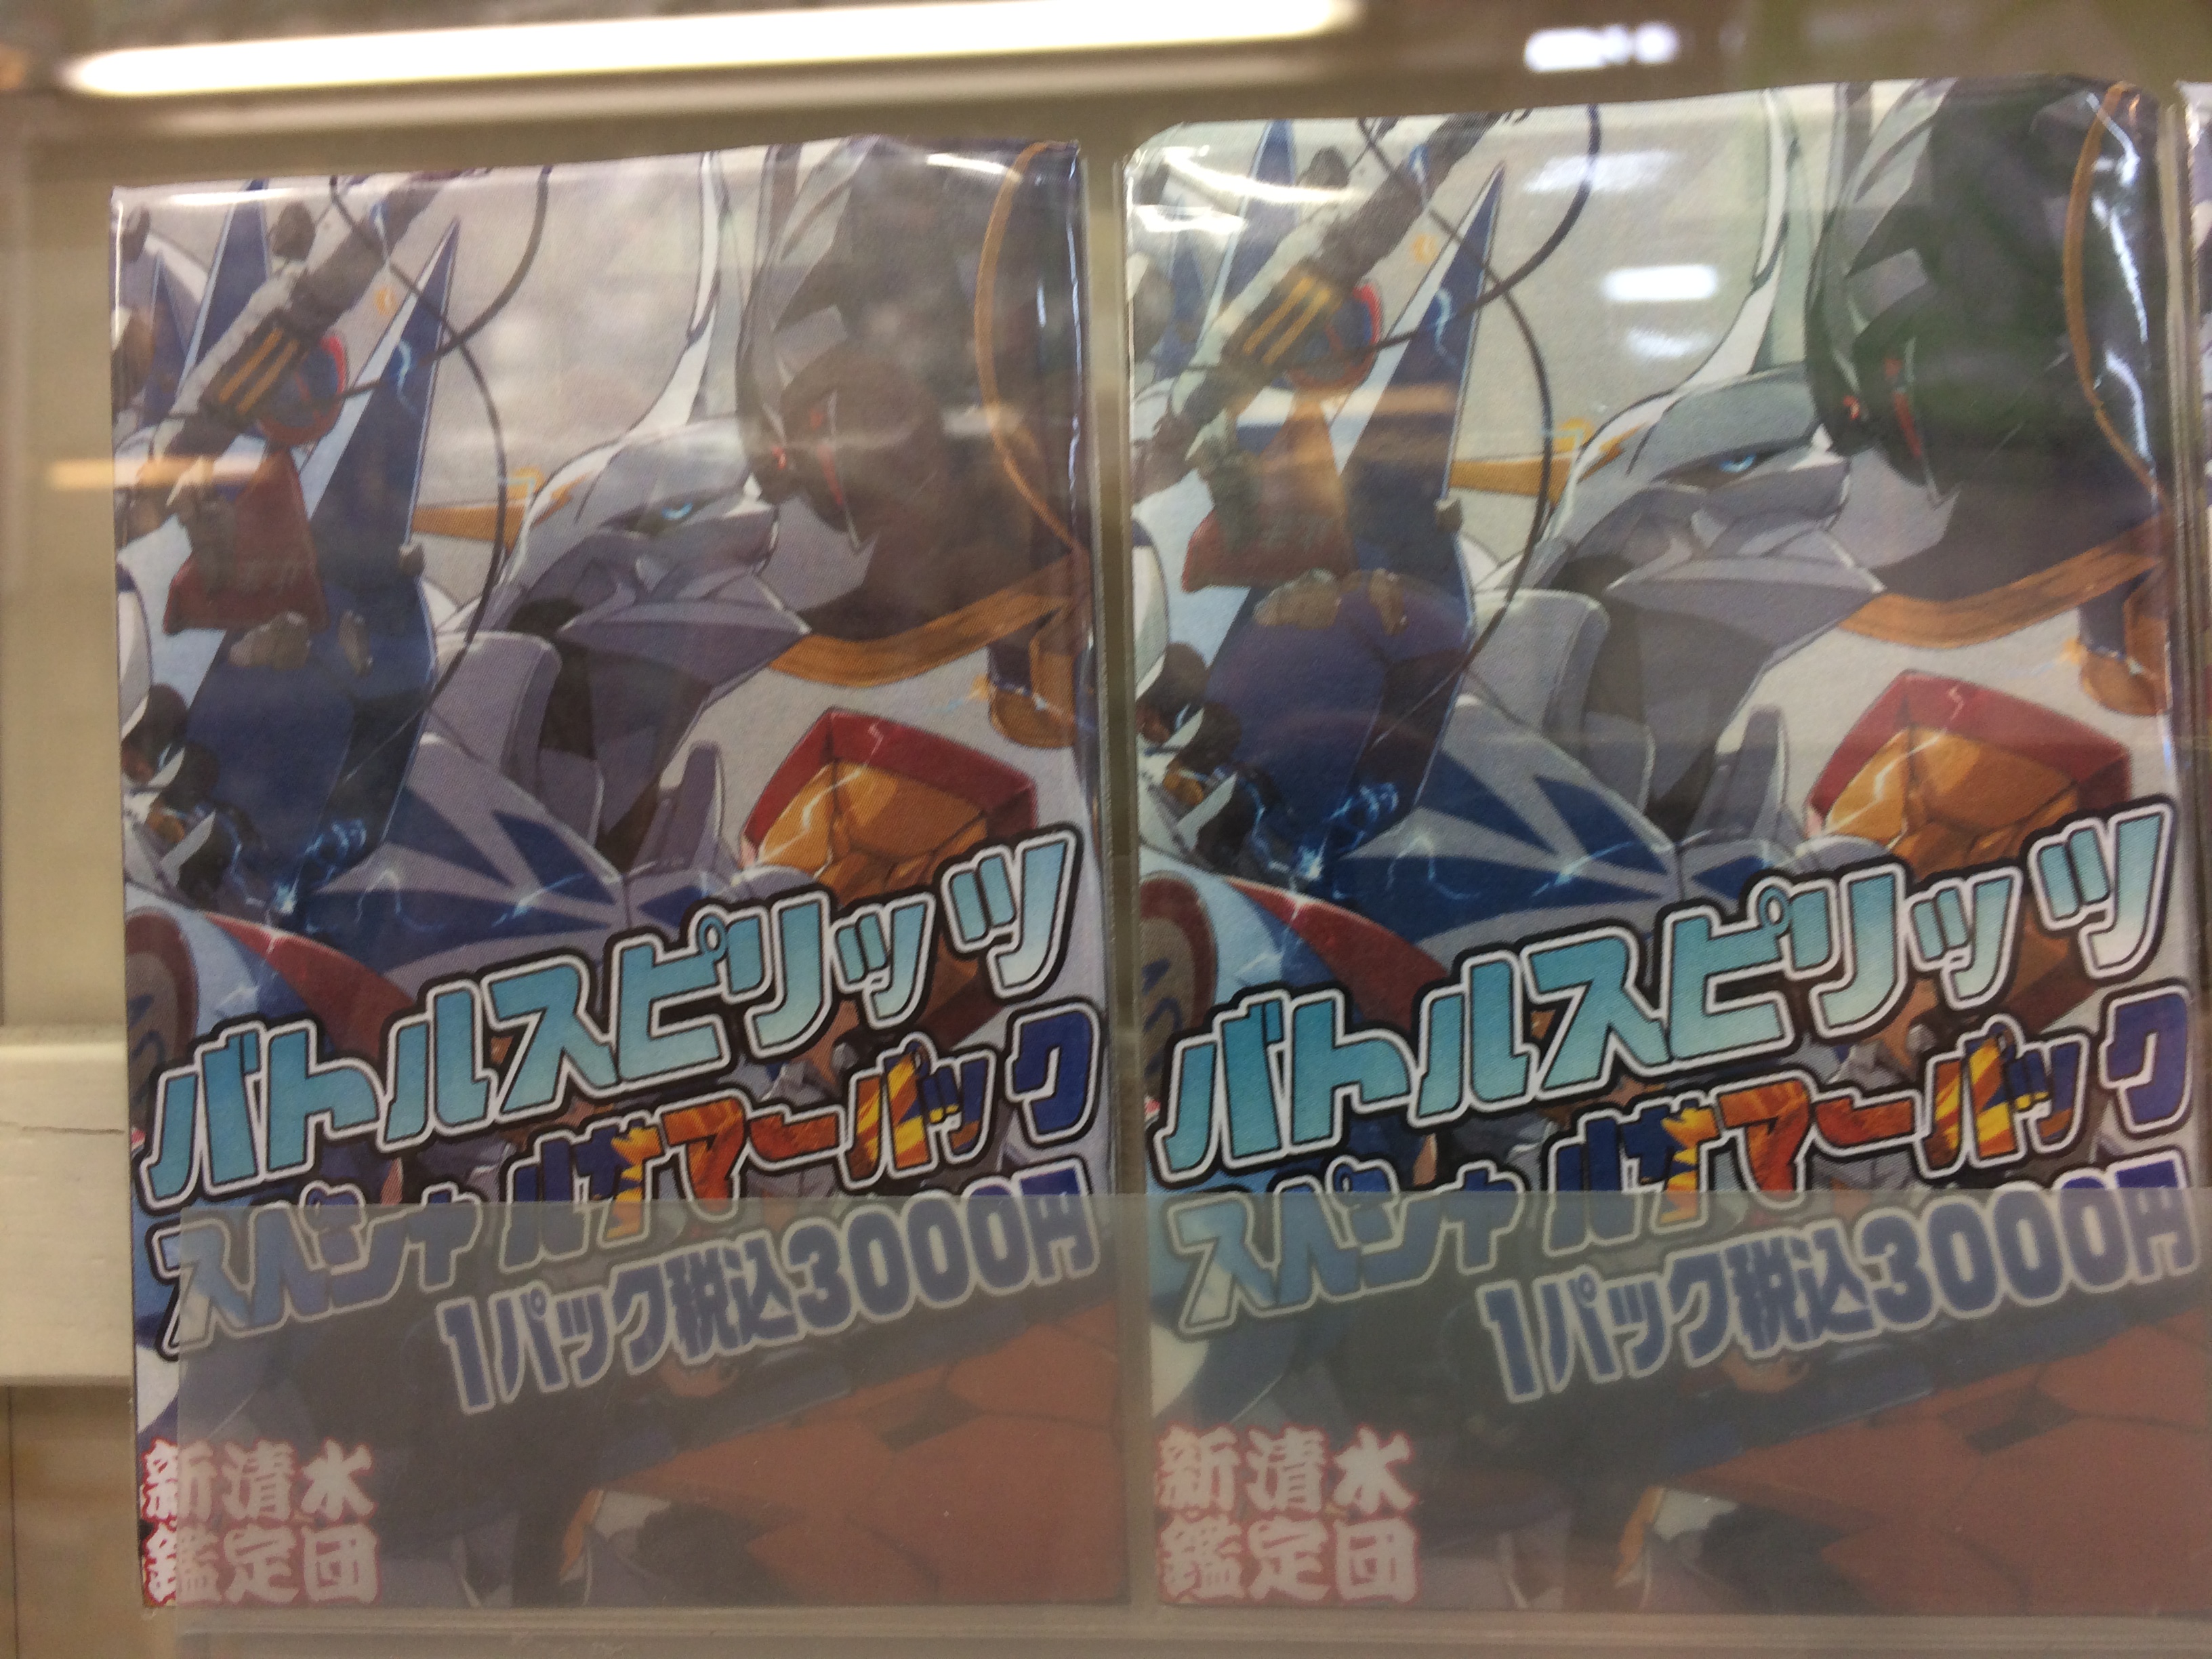 バトルスピリッツ
スペシャルサマーパック
1パック税込3000円
新清水
鑑定団
バトルスピリッツ
スペシャルサマーパック
1パック税込3000円
新清水
鑑定団